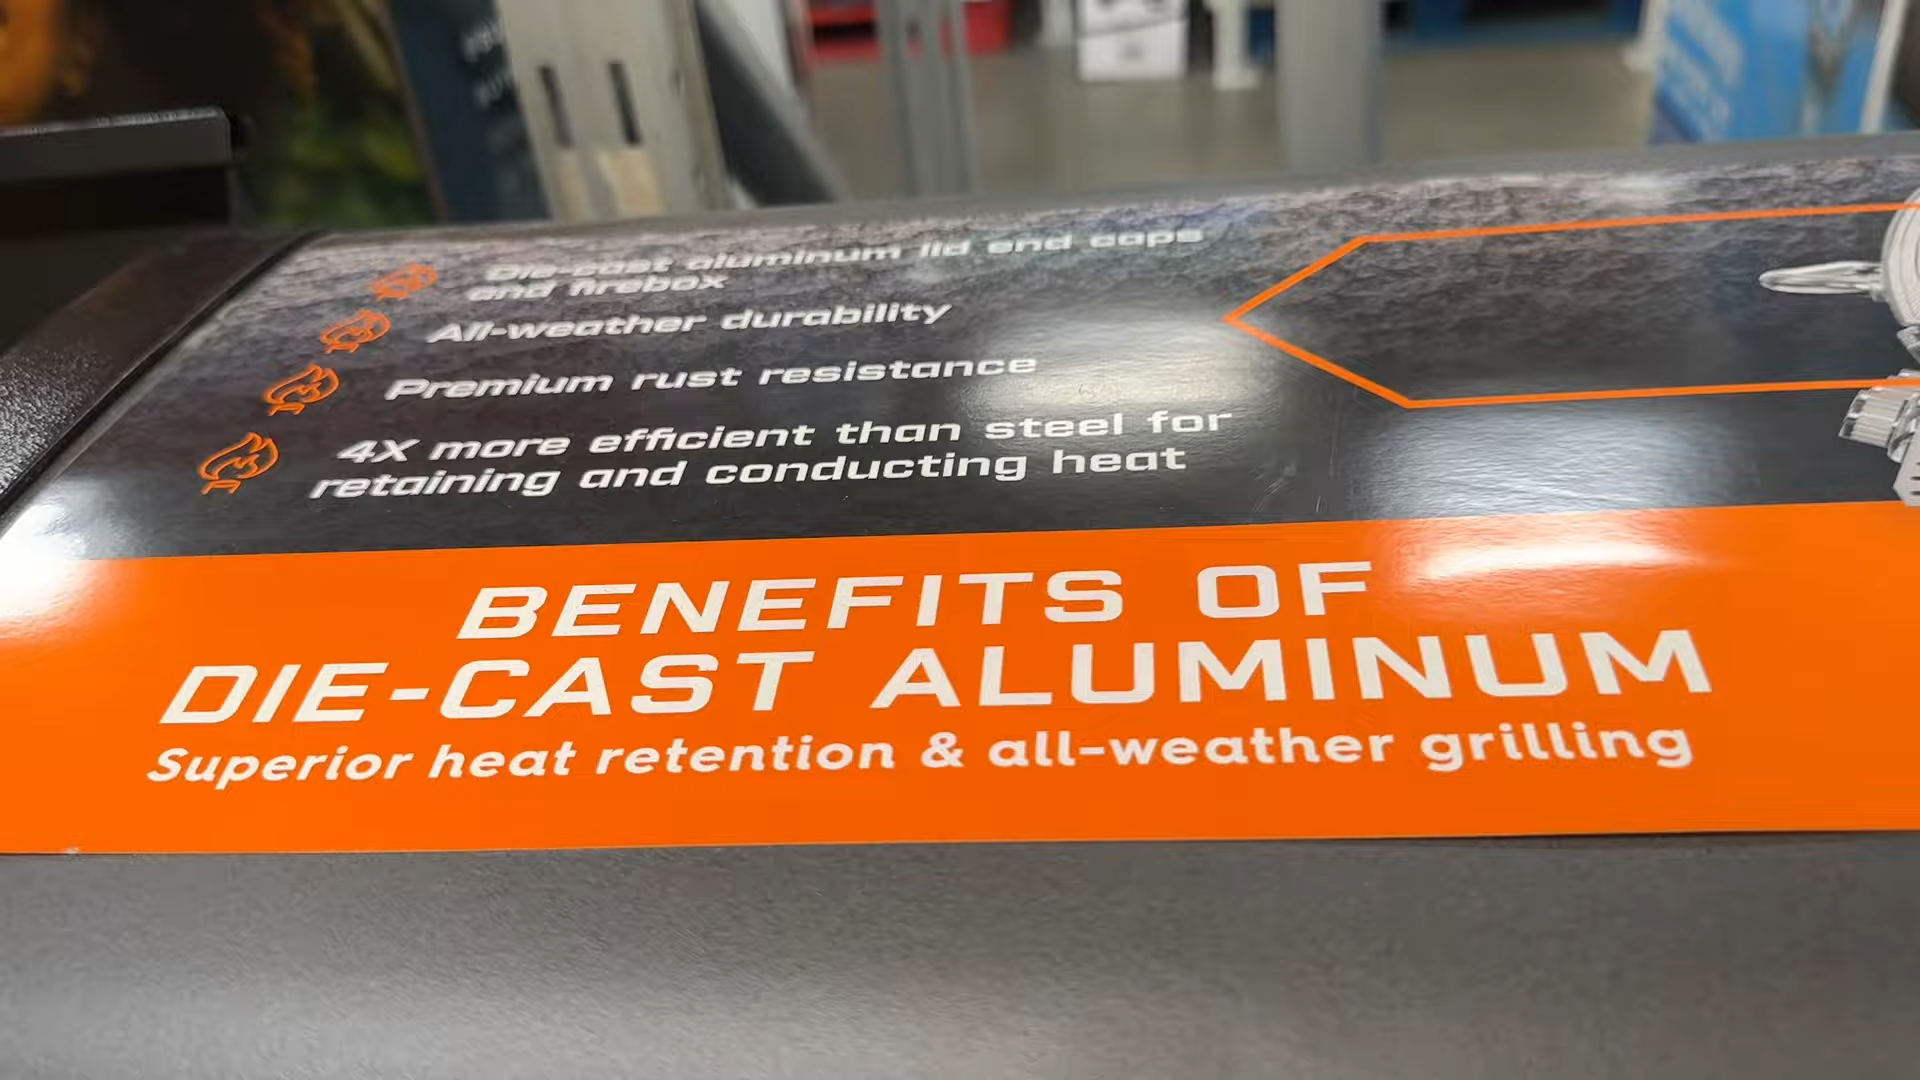 Die-cast aluminum lid end caps
and firebox
All-weather durability
Premium rust resistance
4X more efficient than steel for
retaining and conducting heat
BENEFITS OF
DIE-CAST ALUMINUM
Superior heat retention & all-weather grilling